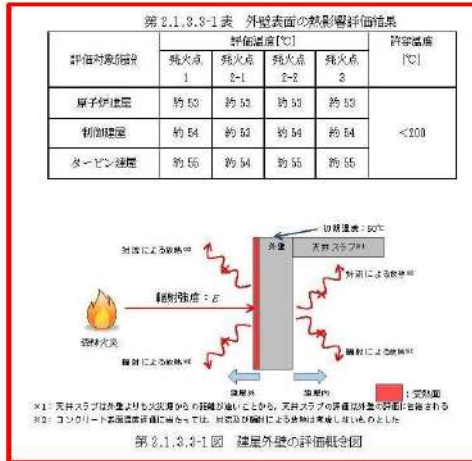 第2.1.3.3-1表 外壁表面の熱影響評価結果
評価対象施設
評価温度[℃]
許容温度
[℃]
発火点
1
発火点
2-1
発火点
2-2
発火点
3
原子炉建屋
約53
約53
約53
約53
<200
制御建屋
約54
約53
約54
約54
タービン建屋
約55
約54
約55
約55
初期温度:50℃
外壁
天井スラブ※1
対流による放熱※2
対流による放熱※2
輻射強度:E
森林火災
輻射による放熱※2
輻射による放熱※2
建屋外
建屋内
:受熱面
※1:天井スラブは外壁よりも火炎源からの距離が遠いことから、天井スラブの評価は外壁の評価に包絡される
※2:コンクリート表面温度評価に当たっては、対流及び輻射による放熱は考慮しないものとした
第2.1.3.3-1図 建屋外壁の評価概念図